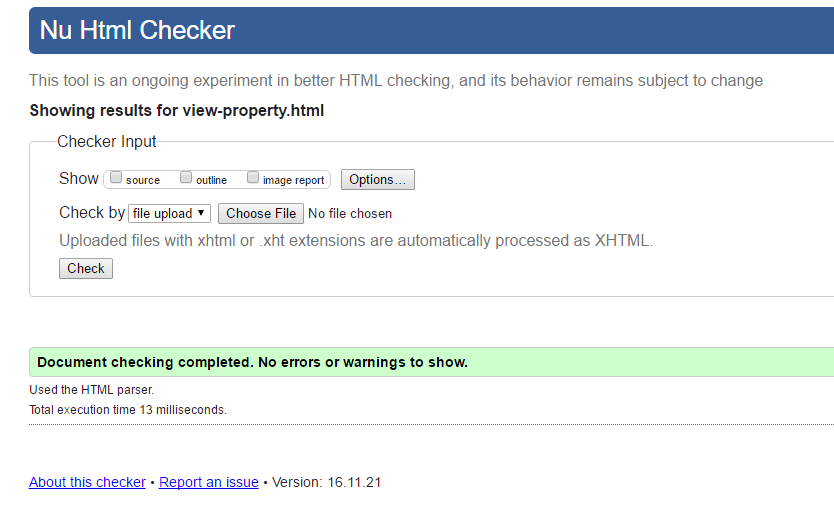 Nu Html Checker
This tool is an ongoing experiment in better HTML checking, and its behavior remains subject to change
Showing results for view-property.html
Checker Input
Show source outline image report Options...
Check by file upload Choose File No file chosen
Uploaded files with xhtml or .xht extensions are automatically processed as XHTML.
Check
Document checking completed. No errors or warnings to show.
Used the HTML parser.
Total execution time 13 milliseconds.
About this checker • Report an issue • Version: 16.11.21